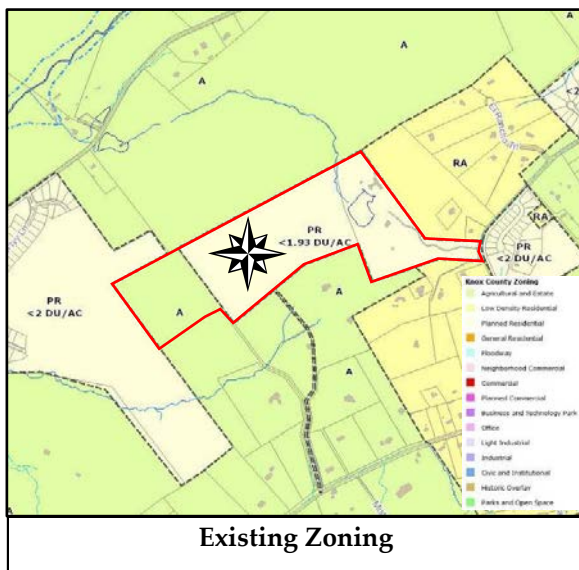 A
A
RA
RA
PR
<1.93 DU/AC
PR
<2 DU/AC
PR
<2 DU/AC
A
A
A
A
Knox County Zoning
Agricultural and Estate
Low Density Residential
Planned Residential
General Residential
Floodway
Neighborhood Commercial
Commercial
Planned Commercial
Business and Technology Park
Office
Light Industrial
Industrial
Civic and Institutional
Historic Overlay
Parks and Open Space
Existing Zoning